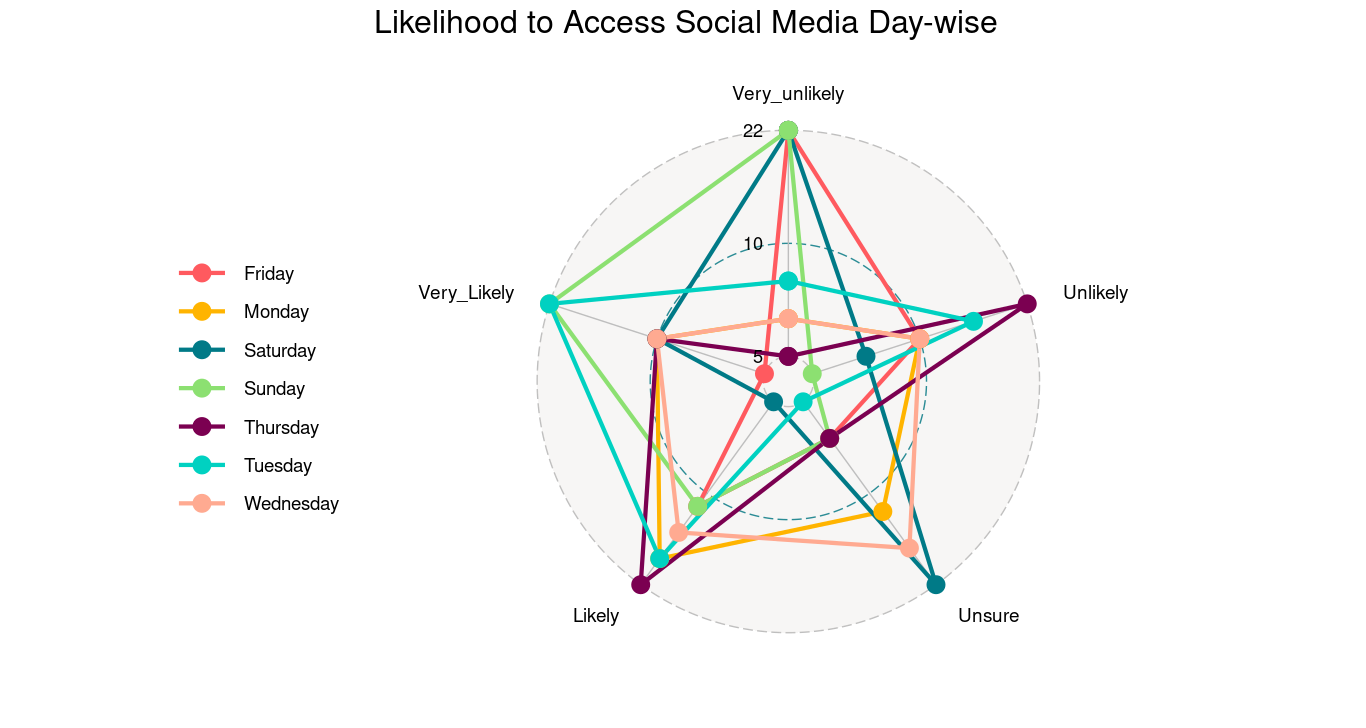 Likelihood to Access Social Media Day-wise
Very_unlikely
22
10
5
Very_Likely
Unlikely
Likely
Unsure
Friday
Monday
Saturday
Sunday
Thursday
Tuesday
Wednesday